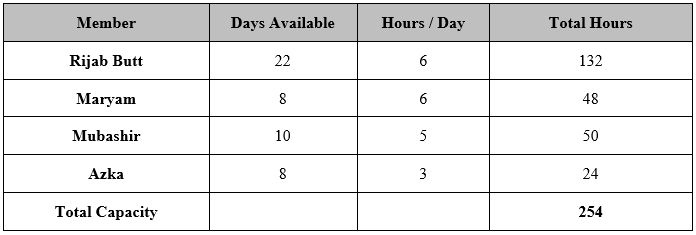 Member Days Available Hours / Day Total Hours
Rijab Butt 22 6 132
Maryam 8 6 48
Mubashir 10 5 50
Azka 8 3 24
Total Capacity 254